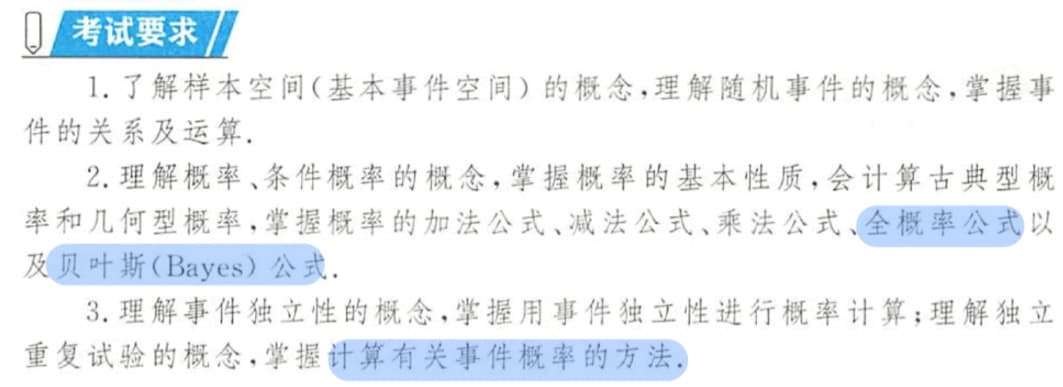 考试要求
1. 了解样本空间(基本事件空间)的概念,理解随机事件的概念,掌握事
件的关系及运算.
2. 理解概率、条件概率的概念,掌握概率的基本性质,会计算古典型概
率和几何型概率,掌握概率的加法公式、减法公式、乘法公式、全概率公式以
及贝叶斯(Bayes)公式.
3. 理解事件独立性的概念,掌握用事件独立性进行概率计算;理解独立
重复试验的概念,掌握计算有关事件概率的方法.